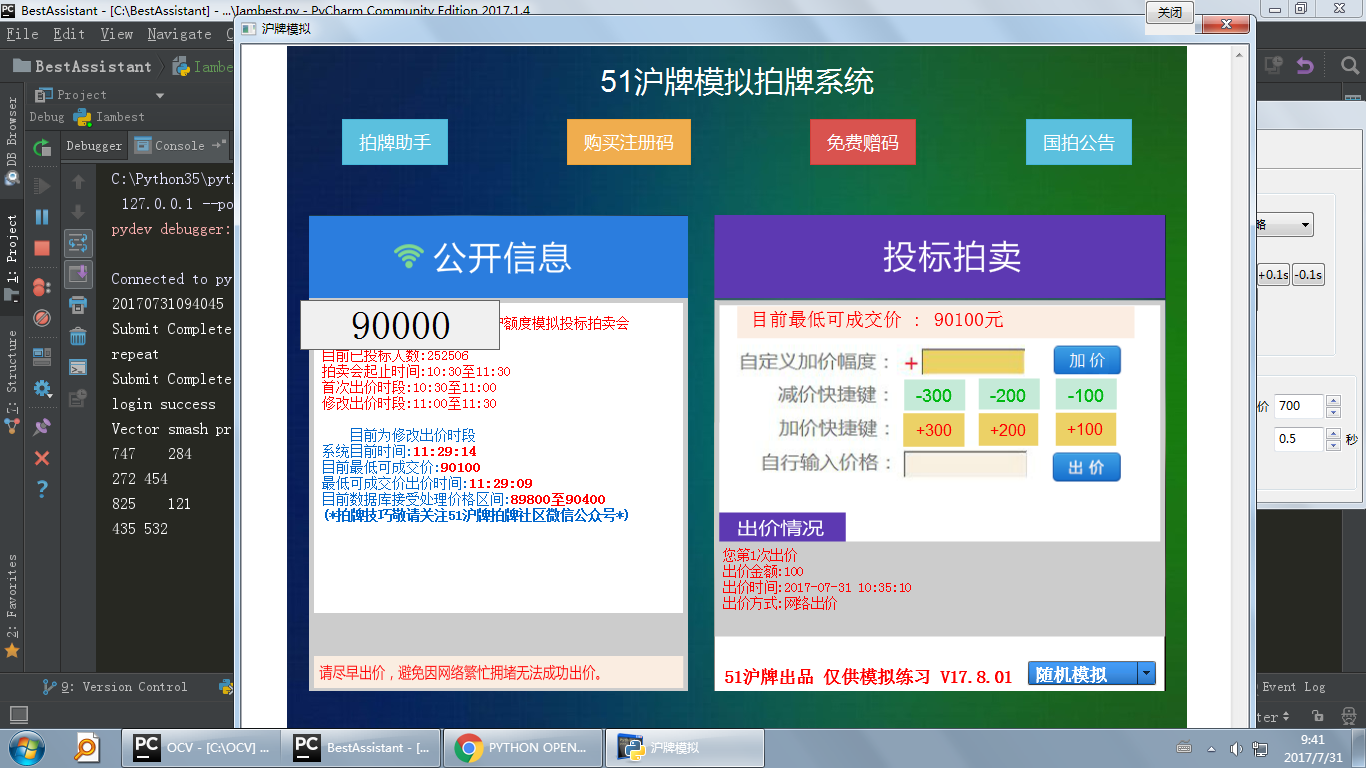 BestAssistant - [C:\BestAssistant] - ...\Iambest.py - PyCharm Community Edition 2017.1.4
关闭
File Edit View Navigate
沪牌模拟
BestAssistant
Iambe
Project
Debug Iambest
Debugger Console
DB Browser
1: Project
7: Structure
2: Favorites
C:\Python35\pyt
127.0.0.1 --po
pydev debugger:
Connected to py
20170731094045
Submit Complete
repeat
Submit Complete
login success
Vector smash pr
747 284
272 454
825 121
435 532
51沪牌模拟拍牌系统
拍牌助手 购买注册码 免费赠码 国拍公告
公开信息
90000
额度模拟投标拍卖会
目前已投标人数:252506
拍卖会起止时间:10:30至11:30
首次出价时段:10:30至11:00
修改出价时段:11:00至11:30
目前为修改出价时段
系统目前时间:11:29:14
目前最低可成交价:90100
最低可成交价出价时间:11:29:09
目前数据库接受处理价格区间:89800至90400
(*拍牌技巧敬请关注51沪牌拍牌社区微信公众号*)
请尽早出价，避免因网络繁忙拥堵无法成功出价。
投标拍卖
目前最低可成交价 : 90100元
自定义加价幅度： + 加 价
减价快捷键： -300 -200 -100
加价快捷键： +300 +200 +100
自行输入价格： 出 价
出价情况
您第1次出价
出价金额:100
出价时间:2017-07-31 10:35:10
出价方式:网络出价
51沪牌出品 仅供模拟练习 V17.8.01 随机模拟
略
+0.1s -0.1s
价 700
0.5 秒
9: Version Control
Event Log
ter
OCV - [C:\OCV] ...
BestAssistant - [...
PYTHON OPEN...
沪牌模拟
9:41
2017/7/31